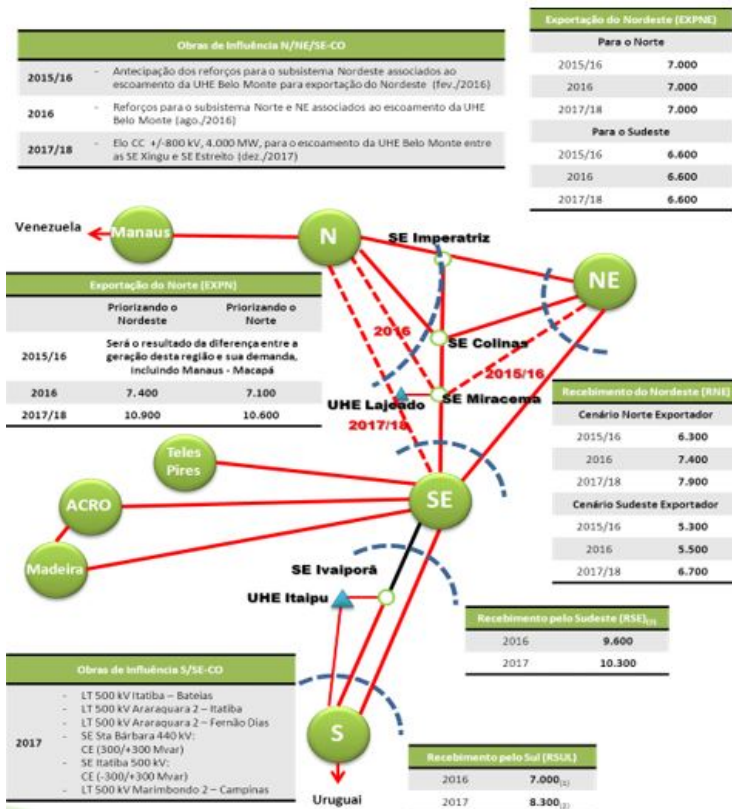 Obras de Influência N/NE/SE-CO
2015/16 - Antecipação dos reforços para o subsistema Nordeste associados ao
escoamento da UHE Belo Monte para exportação do Nordeste (fev./2016)
2016 - Reforços para o subsistema Norte e NE associados ao escoamento da UHE
Belo Monte (ago./2016)
2017/18 - Elo CC +/-800 kV, 4.000 MW, para o escoamento da UHE Belo Monte entre
as SE Xingu e SE Estreito (dez./2017)
Exportação do Nordeste (EXPNE)
Para o Norte
2015/16 7.000
2016 7.000
2017/18 7.000
Para o Sudeste
2015/16 6.600
2016 6.600
2017/18 6.600
Venezuela
Manaus
N
SE Imperatriz
NE
Exportação do Norte (EXPN)
Priorizando o Priorizando o
Nordeste Norte
2015/16 Será o resultado da diferença entre a
geração desta região e sua demanda,
incluindo Manaus - Macapá
2016 7.400 7.100
2017/18 10.900 10.600
2016
SE Colinas
2015/16
UHE Lajeado
SE Miracema
2017/18
Recebimento do Nordeste (RNE)
Cenário Norte Exportador
2015/16 6.300
2016 7.400
2017/18 7.900
Cenário Sudeste Exportador
2015/16 5.300
2016 5.500
2017/18 6.700
Teles
Pires
ACRO
SE
Madeira
SE Ivaiporã
UHE Itaipu
Recebimento pelo Sudeste (RSE)(3)
2016 9.600
2017 10.300
Obras de Influência S/SE-CO
2017
- LT 500 kV Itatiba – Bateias
- LT 500 kV Araraquara 2 – Itatiba
- LT 500 kV Araraquara 2 – Fernão Dias
- SE Sta Bárbara 440 kV:
CE (300/+300 Mvar)
- SE Itatiba 500 kV:
CE (-300/+300 Mvar)
- LT 500 kV Marimbondo 2 – Campinas
S
Uruguai
Recebimento pelo Sul (RSUL)
2016 7.000(1)
2017 8.300(2)